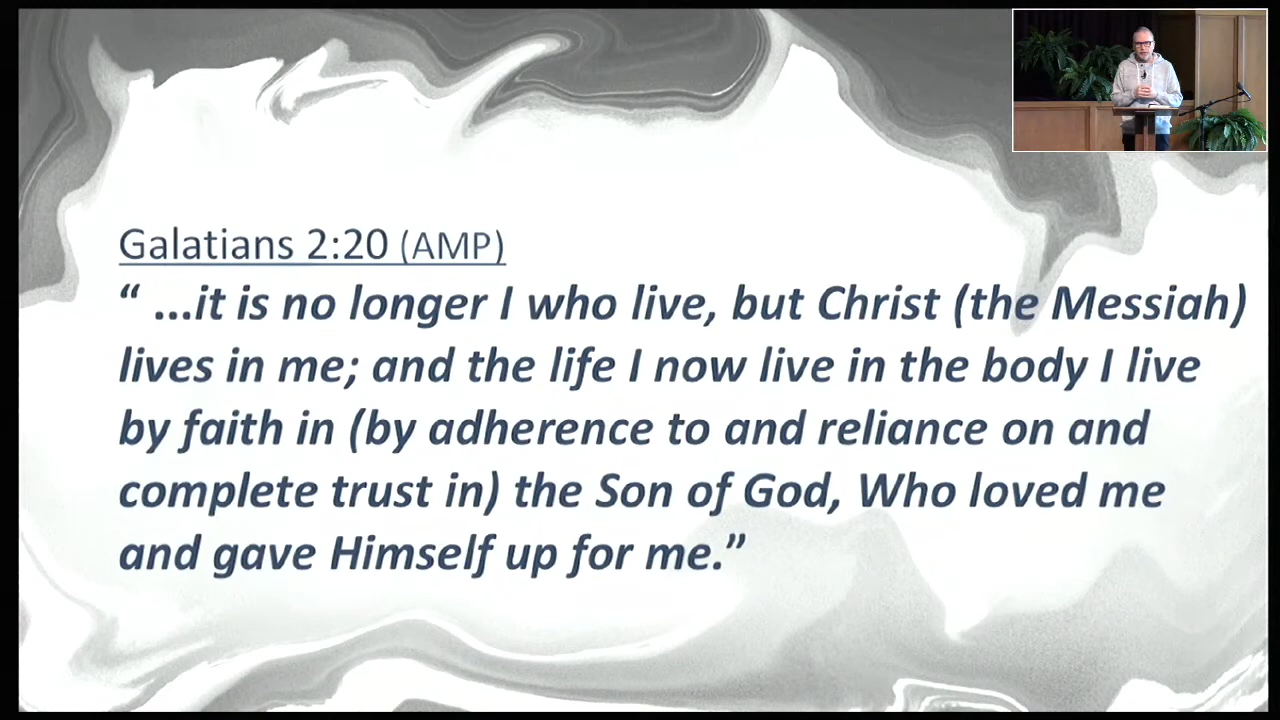 Galatians 2:20 (AMP)
“ ...it is no longer I who live, but Christ (the Messiah)
lives in me; and the life I now live in the body I live
by faith in (by adherence to and reliance on and
complete trust in) the Son of God, Who loved me
and gave Himself up for me.”